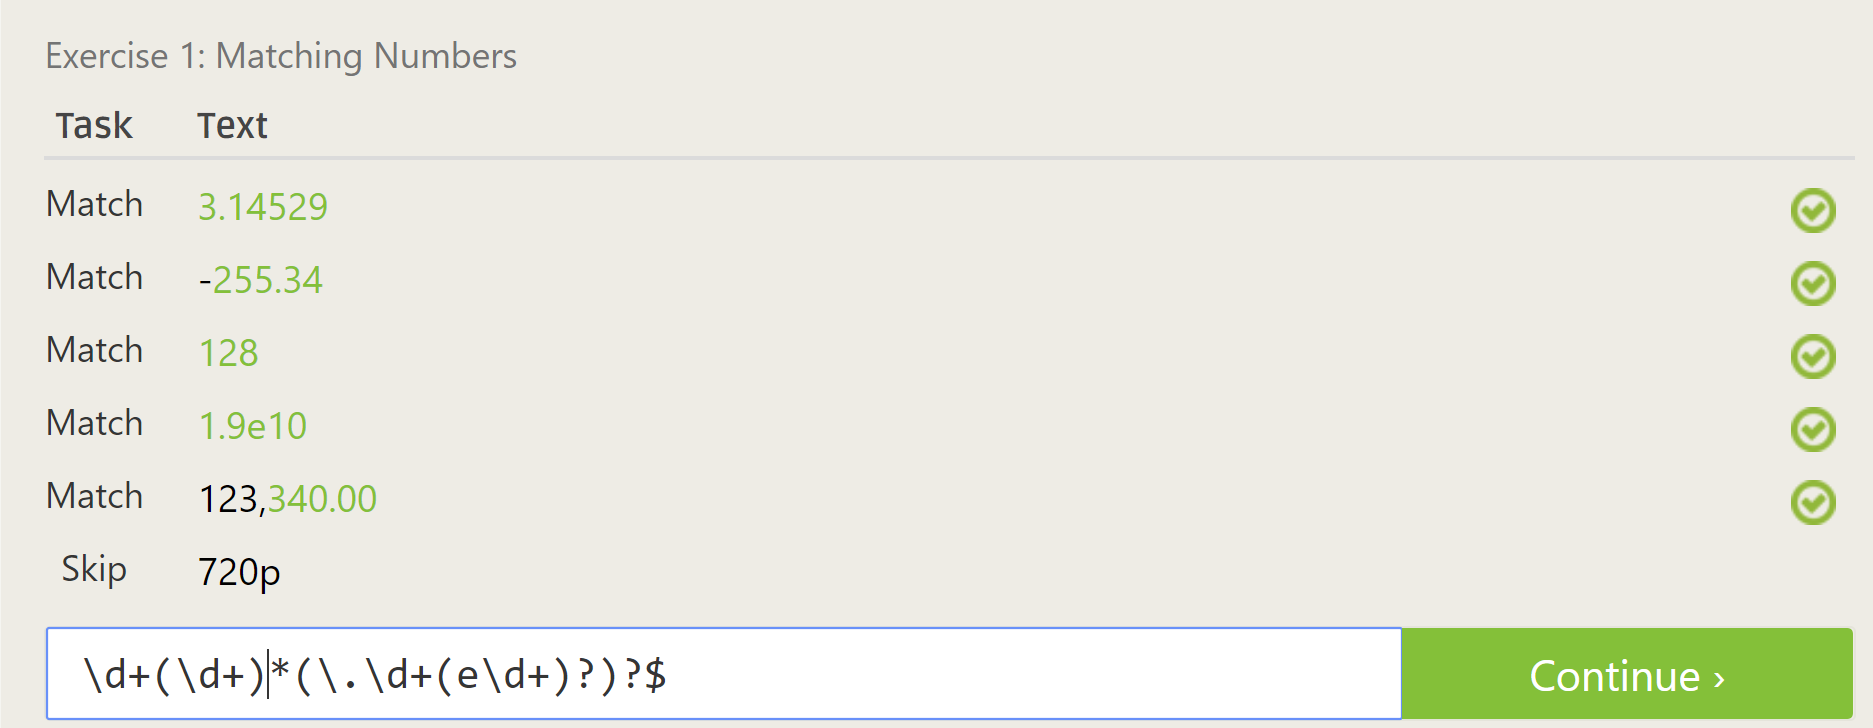 Exercise 1: Matching Numbers
Task Text
Match 3.14529
Match -255.34
Match 128
Match 1.9e10
Match 123,340.00
Skip 720p
\d+(\d+)*(\.\d+(e\d+)?)?$ Continue ›